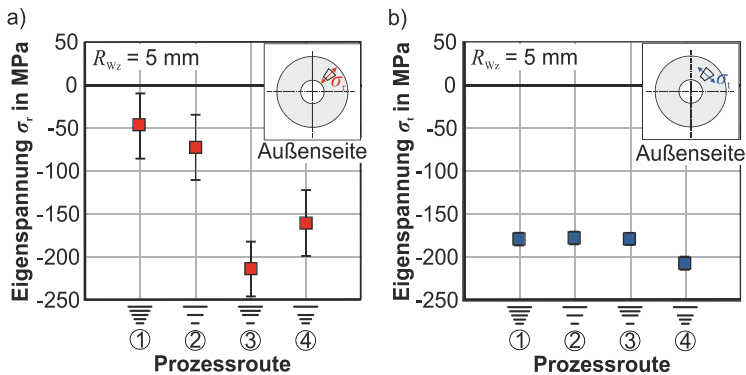 a)
Eigenspannung σr in MPa
50
0
-50
-100
-150
-200
-250
RWz = 5 mm
σr
Außenseite
① ② ③ ④
Prozessroute
b)
Eigenspannung σt in MPa
50
0
-50
-100
-150
-200
-250
RWz = 5 mm
σt
Außenseite
① ② ③ ④
Prozessroute